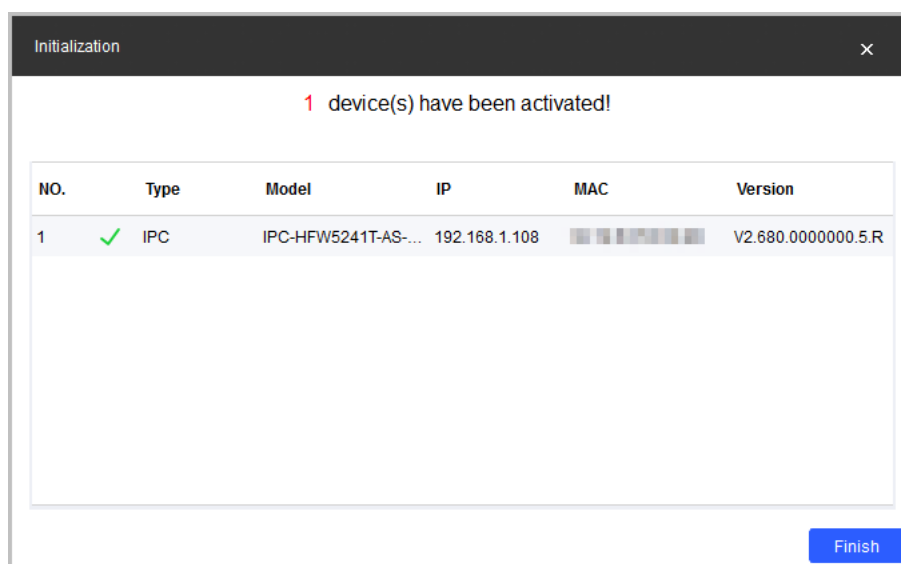 Initialization
1 device(s) have been activated!
NO. Type Model IP MAC Version
1 IPC IPC-HFW5241T-AS-... 192.168.1.108 V2.680.0000000.5.R
Finish